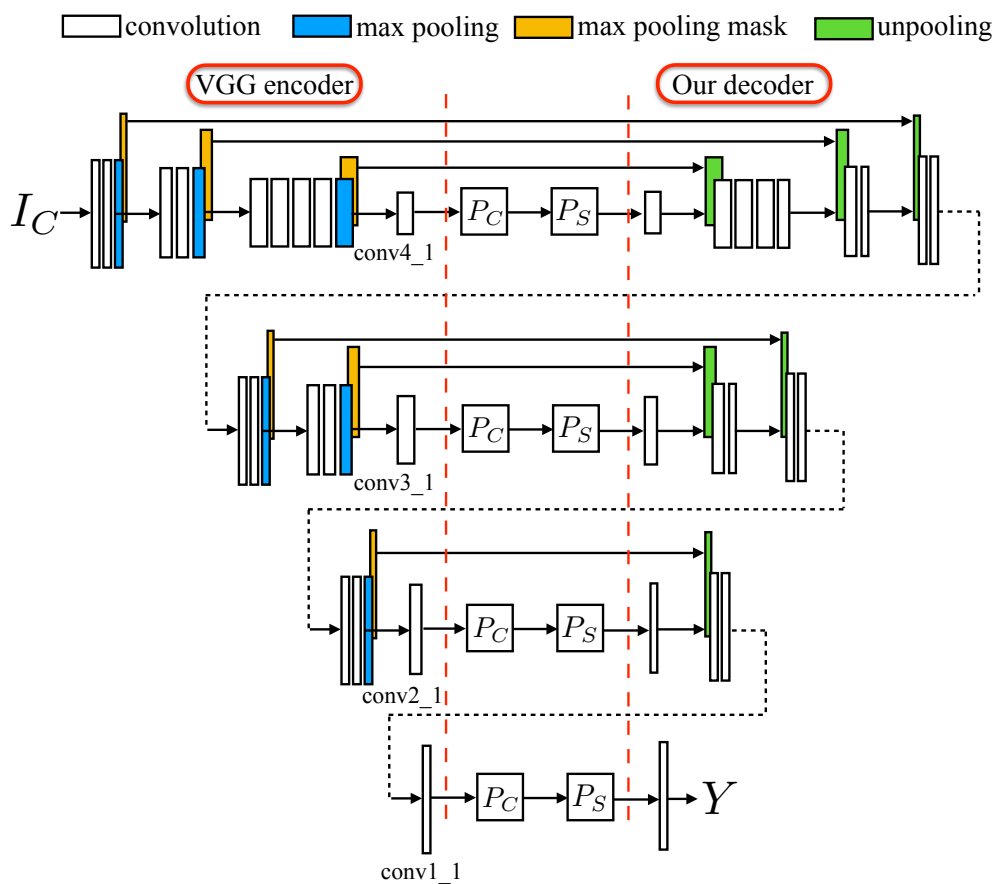 convolution max pooling max pooling mask unpooling
VGG encoder Our decoder
I_C P_C P_S
conv4_1
P_C P_S
conv3_1
P_C P_S
conv2_1
P_C P_S Y
conv1_1